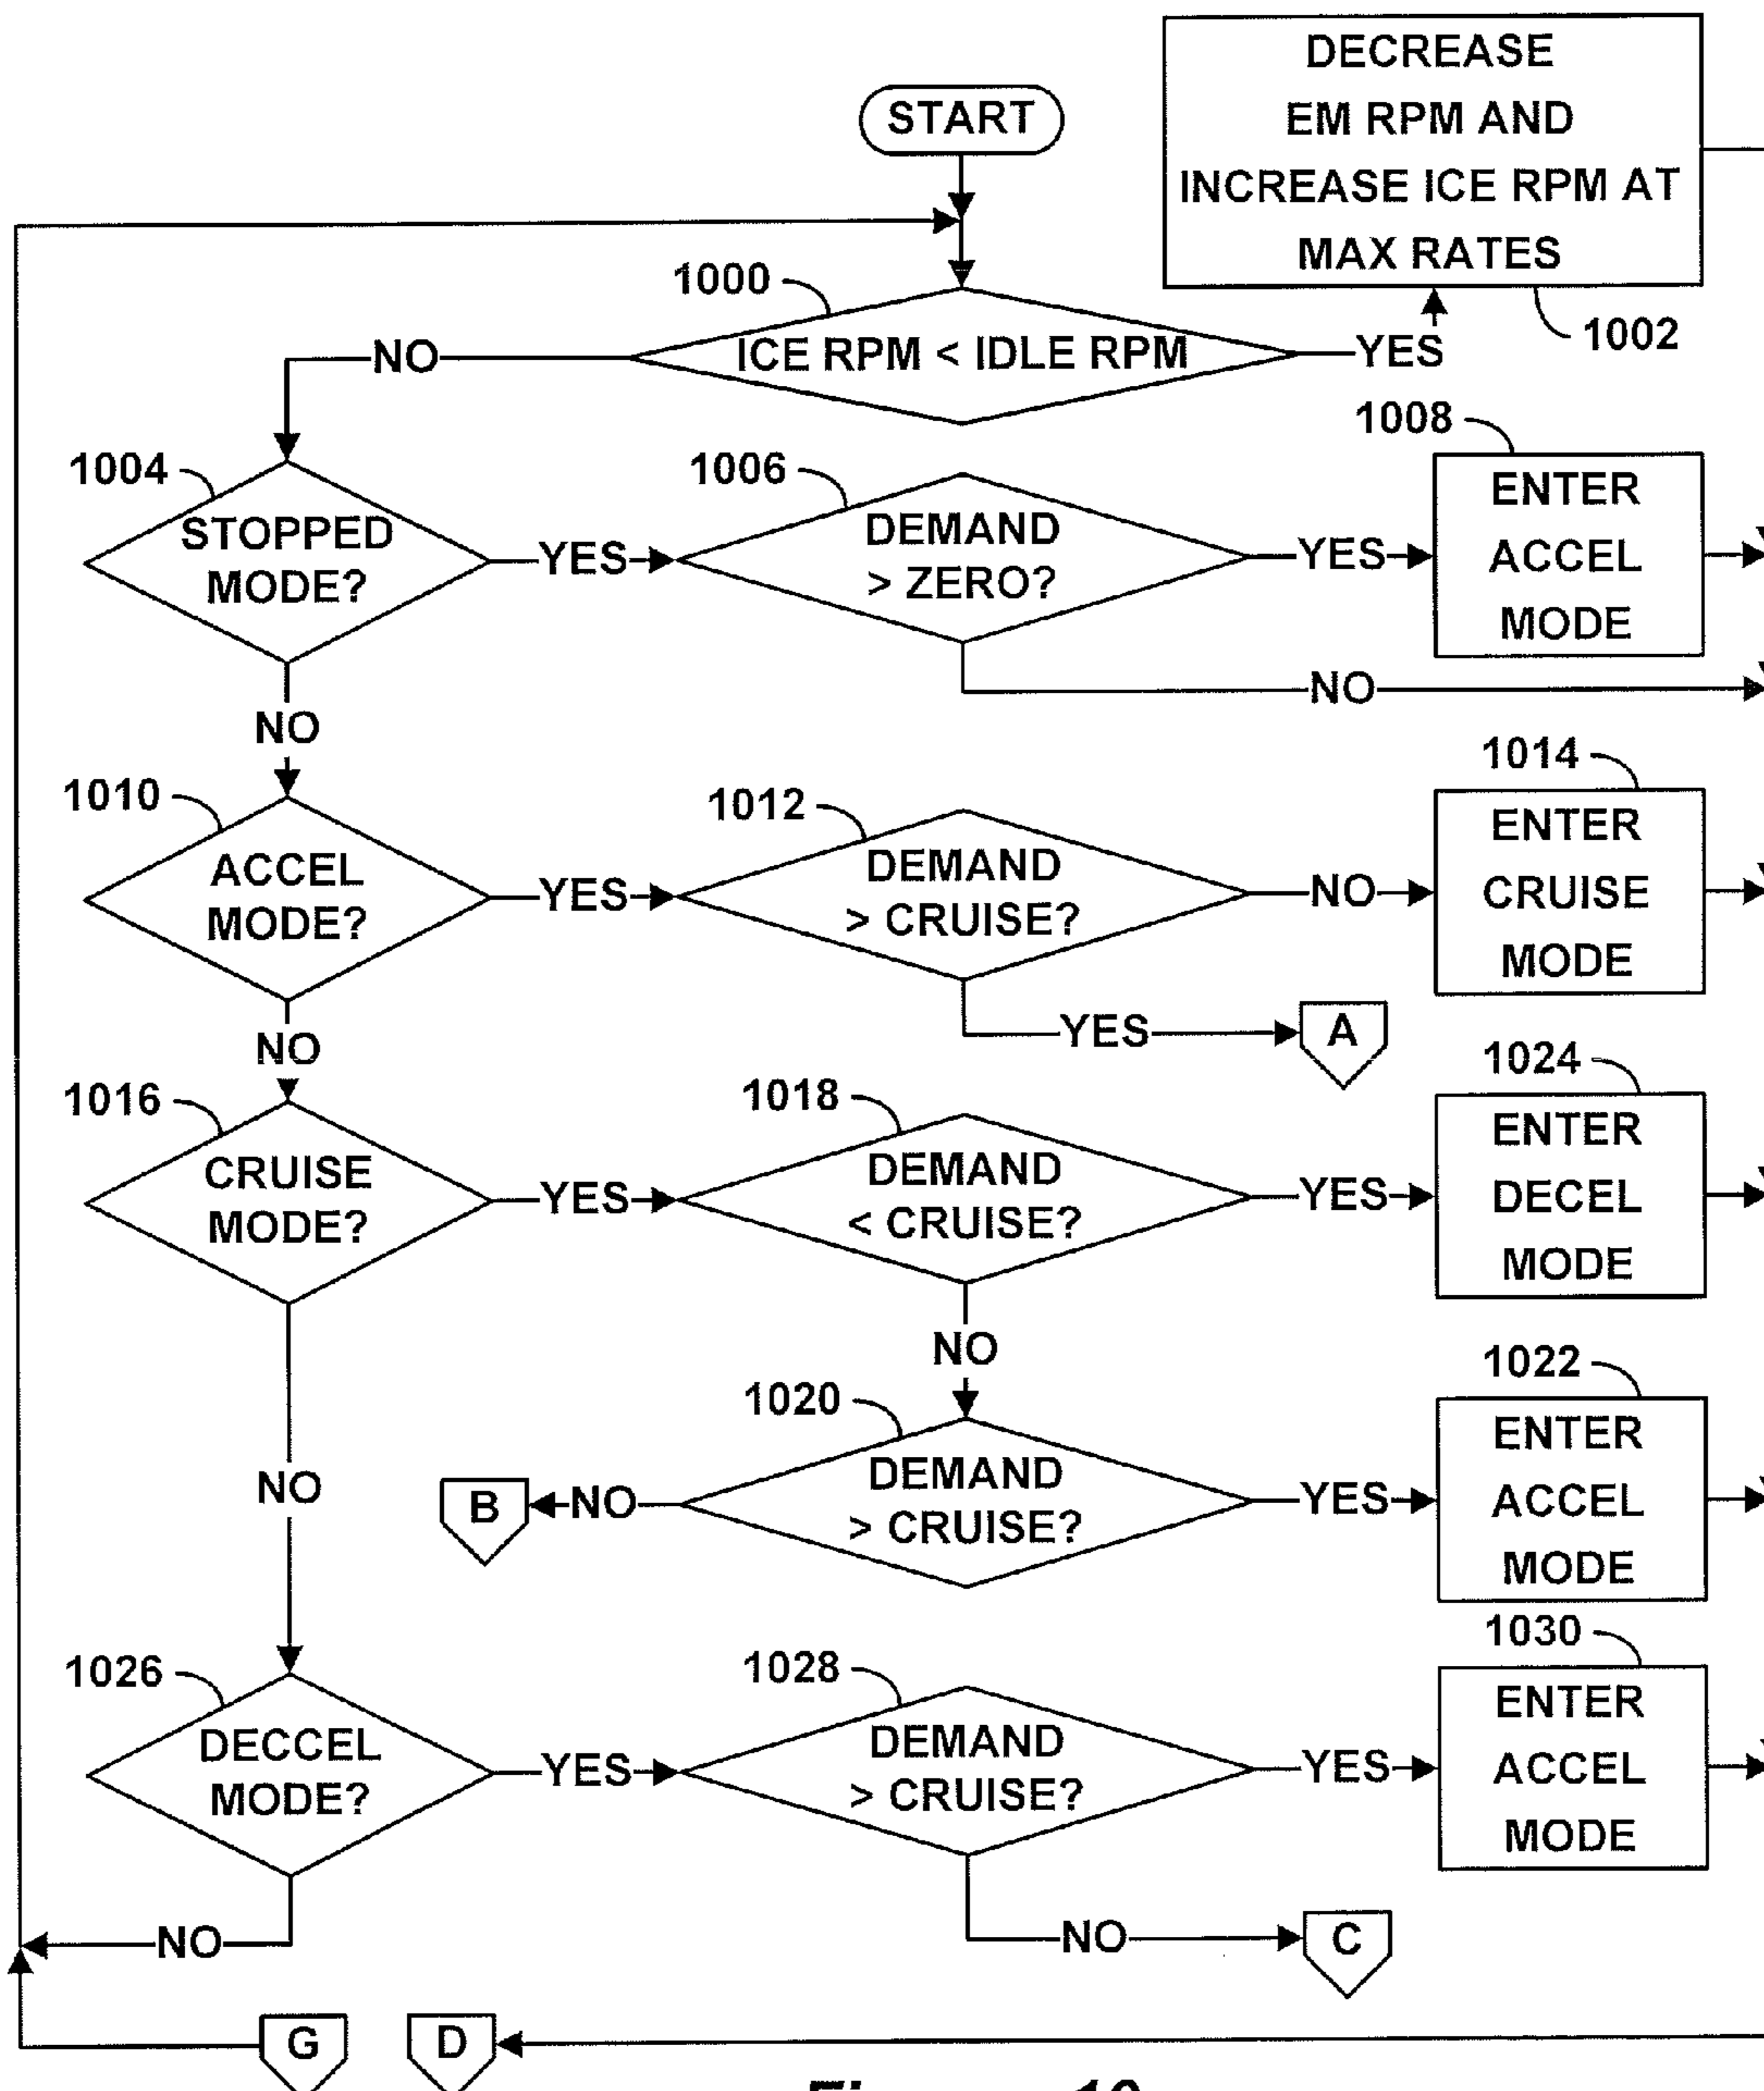 DECREASE
EM RPM AND
INCREASE ICE RPM AT
MAX RATES
START
1000
1002
ICE RPM < IDLE RPM
NO
YES
1004
STOPPED
MODE?
YES
1006
DEMAND
> ZERO?
YES
1008
ENTER
ACCEL
MODE
NO
NO
1010
ACCEL
MODE?
YES
1012
DEMAND
> CRUISE?
NO
1014
ENTER
CRUISE
MODE
YES
A
NO
1016
CRUISE
MODE?
YES
1018
DEMAND
< CRUISE?
YES
1024
ENTER
DECEL
MODE
NO
1020
DEMAND
> CRUISE?
NO
B
YES
1022
ENTER
ACCEL
MODE
NO
1026
DECCEL
MODE?
YES
1028
DEMAND
> CRUISE?
YES
1030
ENTER
ACCEL
MODE
NO
NO
C
G
D